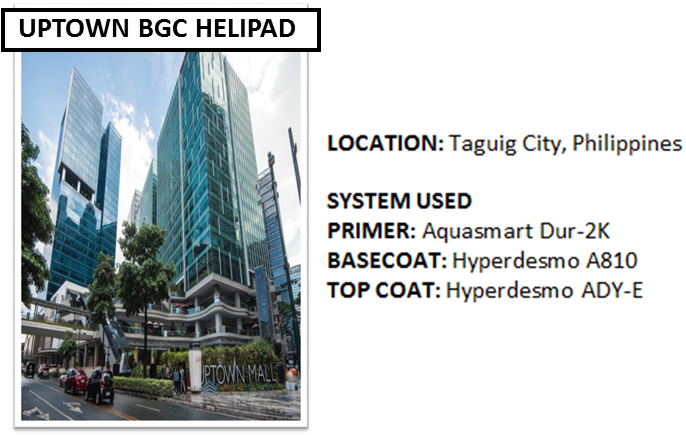 UPTOWN BGC HELIPAD
LOCATION: Taguig City, Philippines
SYSTEM USED
PRIMER: Aquasmart Dur-2K
BASECOAT: Hyperdesmo A810
TOP COAT: Hyperdesmo ADY-E
UPTOWN MALL